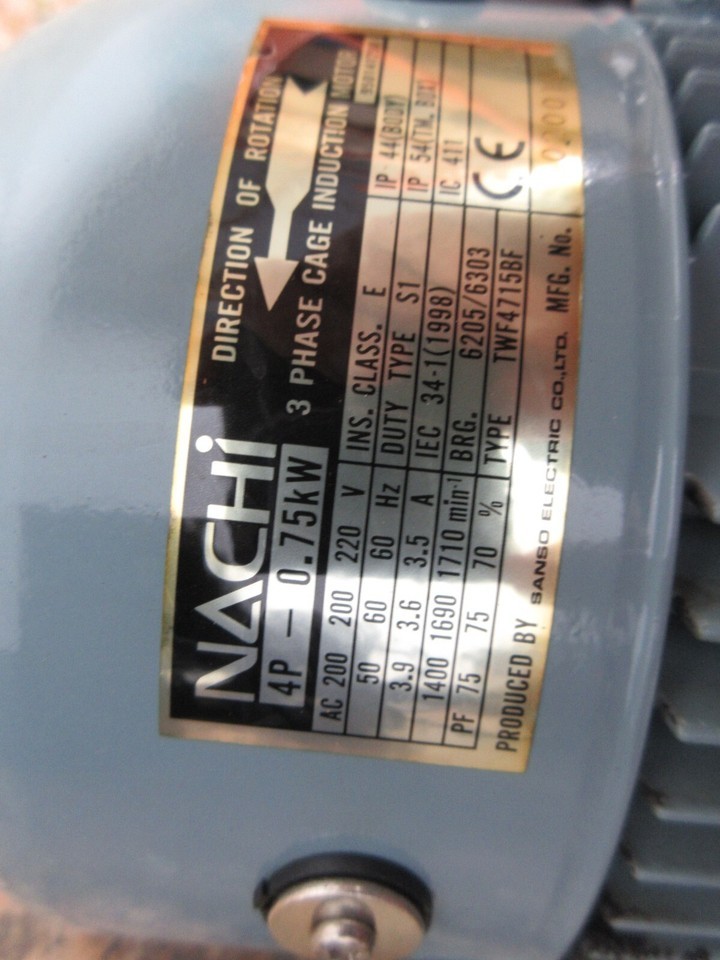 NACHi
DIRECTION OF ROTATION
4P – 0.75kW
3 PHASE CAGE INDUCTION MOTOR
AC 200 200 220 V
50 60 60 Hz
3.9 3.6 3.5 A
1400 1690 1710 min⁻¹
PF 75 75 70 %
INS. CLASS. E
DUTY TYPE S1
IEC 34-1(1998)
BRG. 6205/6303
TYPE TWF4715BF
IP 44(BODY)
IP 54(TM, BOX)
IC 411
CE
PRODUCED BY SANSO ELECTRIC CO.,LTD. MFG. No.